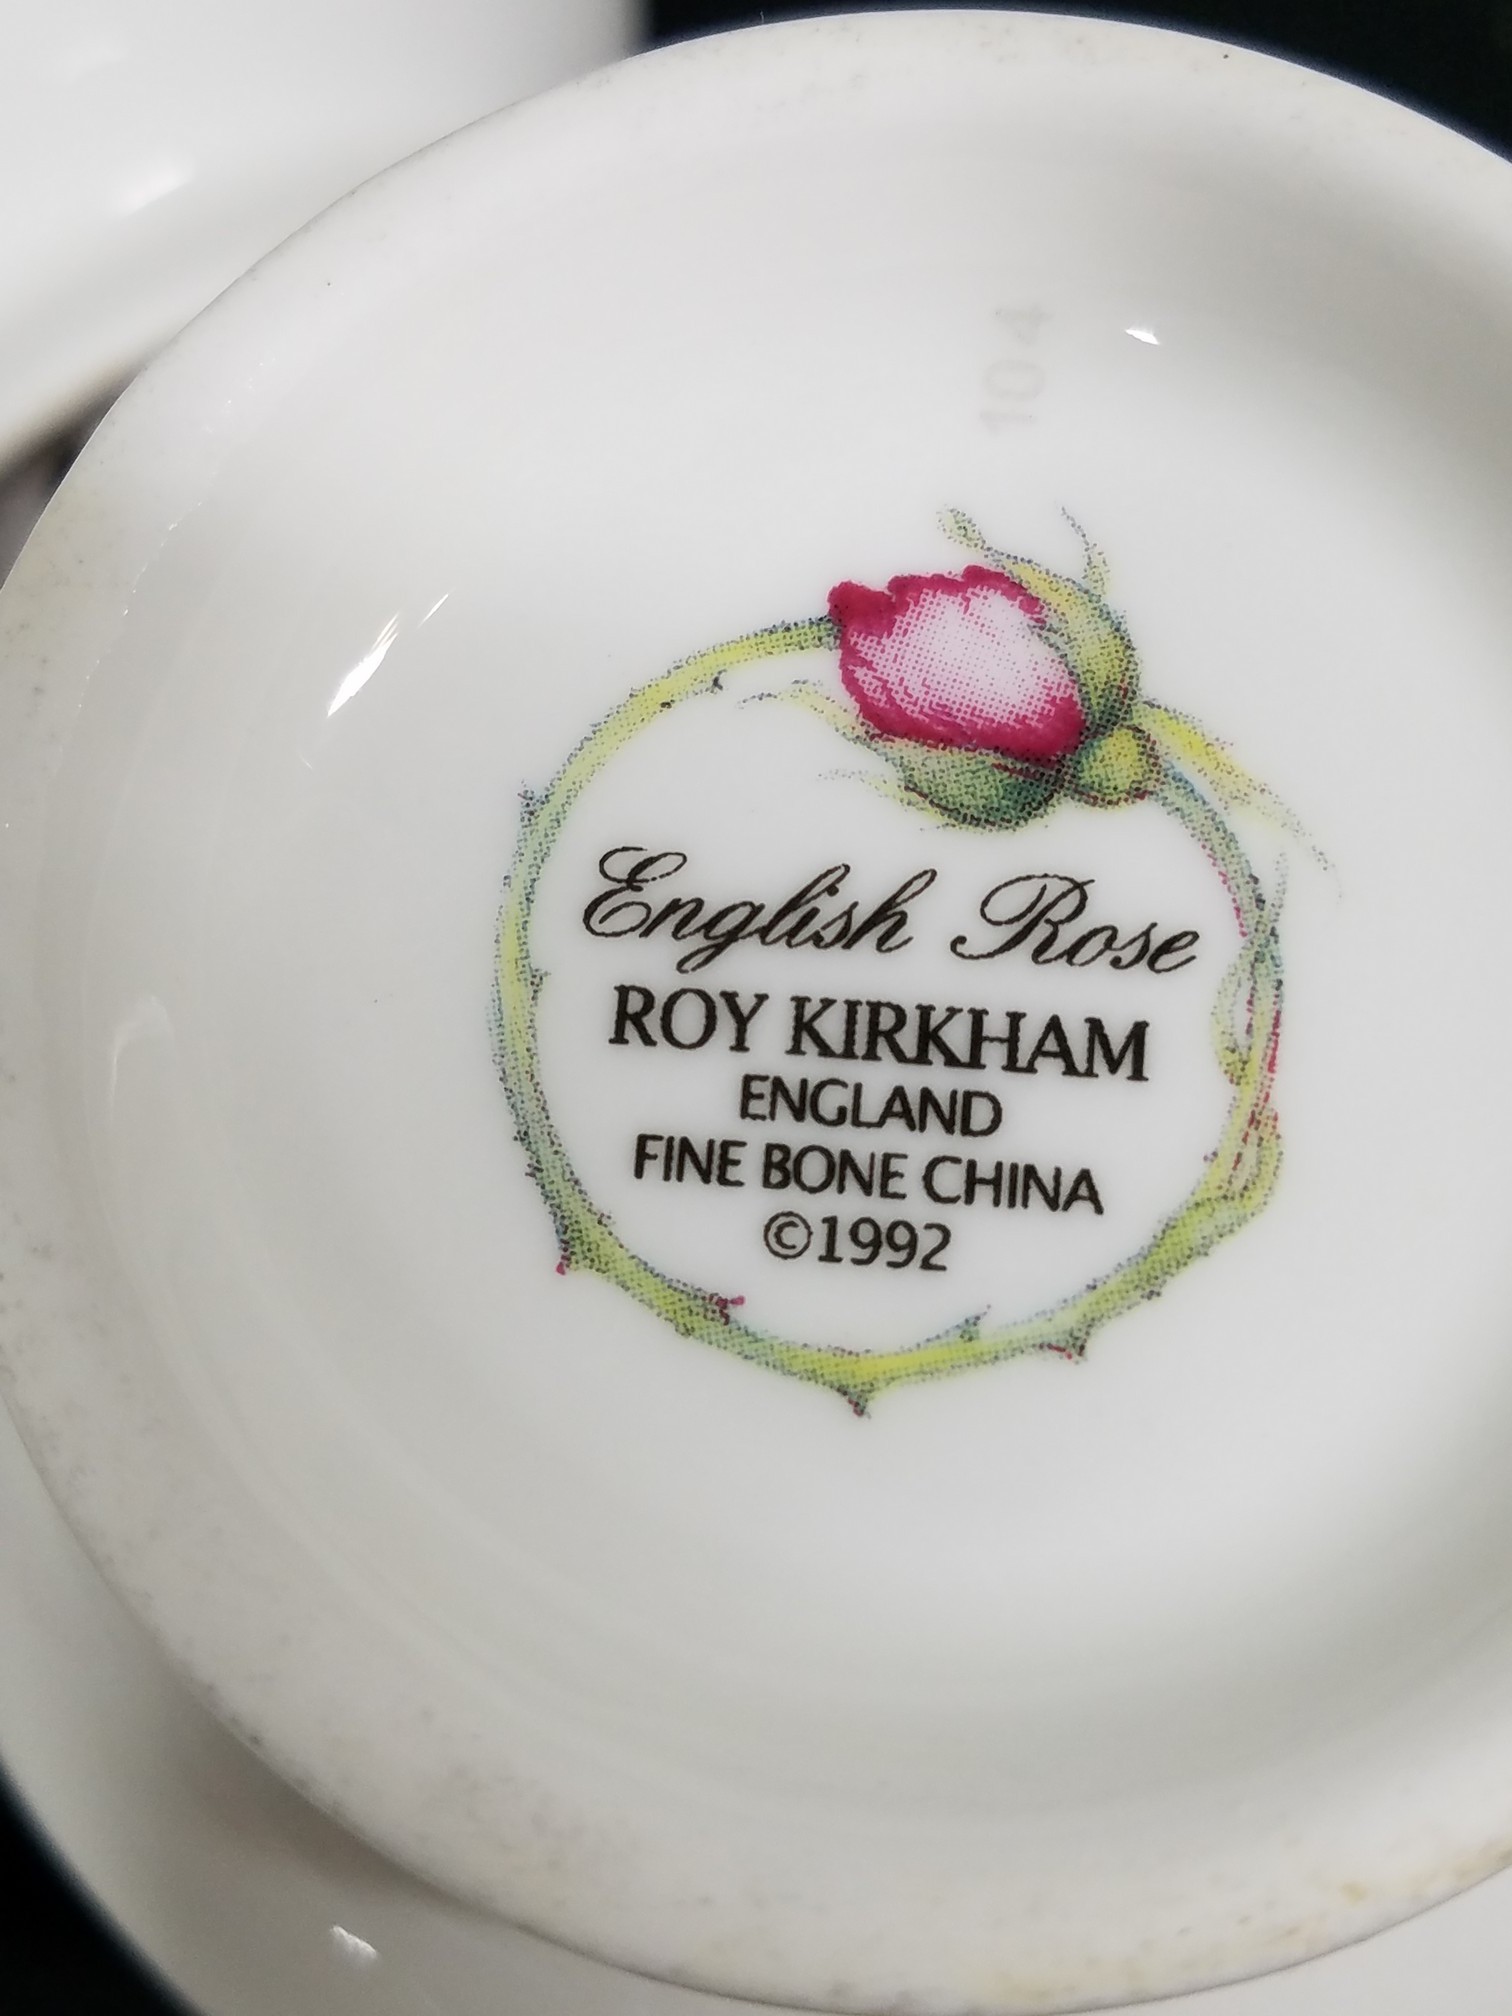 104
English Rose
ROY KIRKHAM
ENGLAND
FINE BONE CHINA
©1992